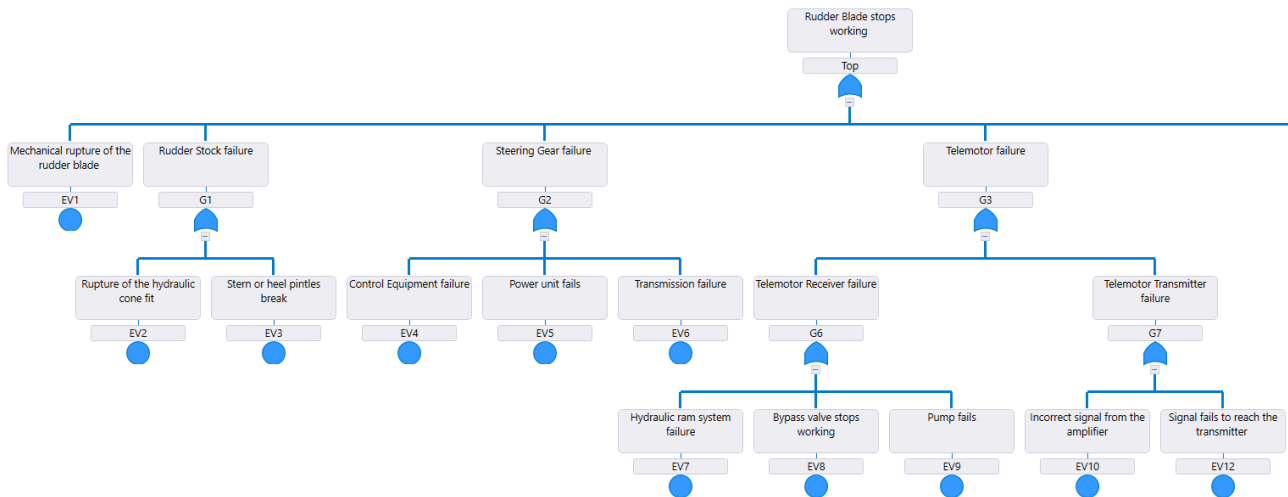 Rudder Blade stops
working
Top
Mechanical rupture of the
rudder blade
EV1
Rudder Stock failure
G1
Steering Gear failure
G2
Telemotor failure
G3
Rupture of the hydraulic
cone fit
EV2
Stern or heel pintles
break
EV3
Control Equipment failure
EV4
Power unit fails
EV5
Transmission failure
EV6
Telemotor Receiver failure
G6
Telemotor Transmitter
failure
G7
Hydraulic ram system
failure
EV7
Bypass valve stops
working
EV8
Pump fails
EV9
Incorrect signal from the
amplifier
EV10
Signal fails to reach the
transmitter
EV12